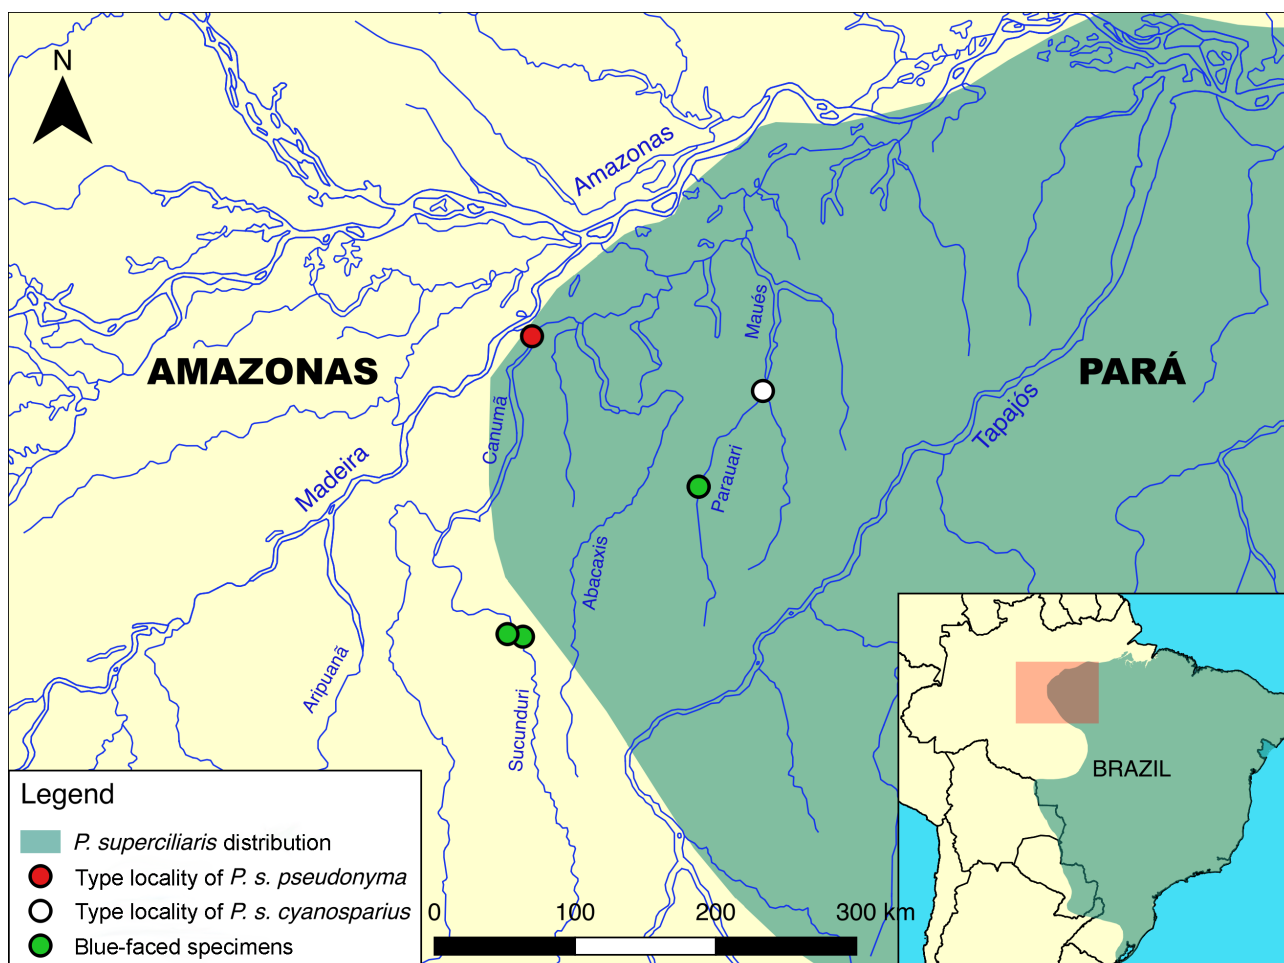 N
Amazonas
Maués
AMAZONAS
PARÁ
Canumã
Tapajós
Madeira
Parauari
Abacaxis
Aripuanã
Sucunduri
BRAZIL
Legend
P. superciliaris distribution
Type locality of P. s. pseudonyma
Type locality of P. s. cyanosparius
Blue-faced specimens
0 100 200 300 km